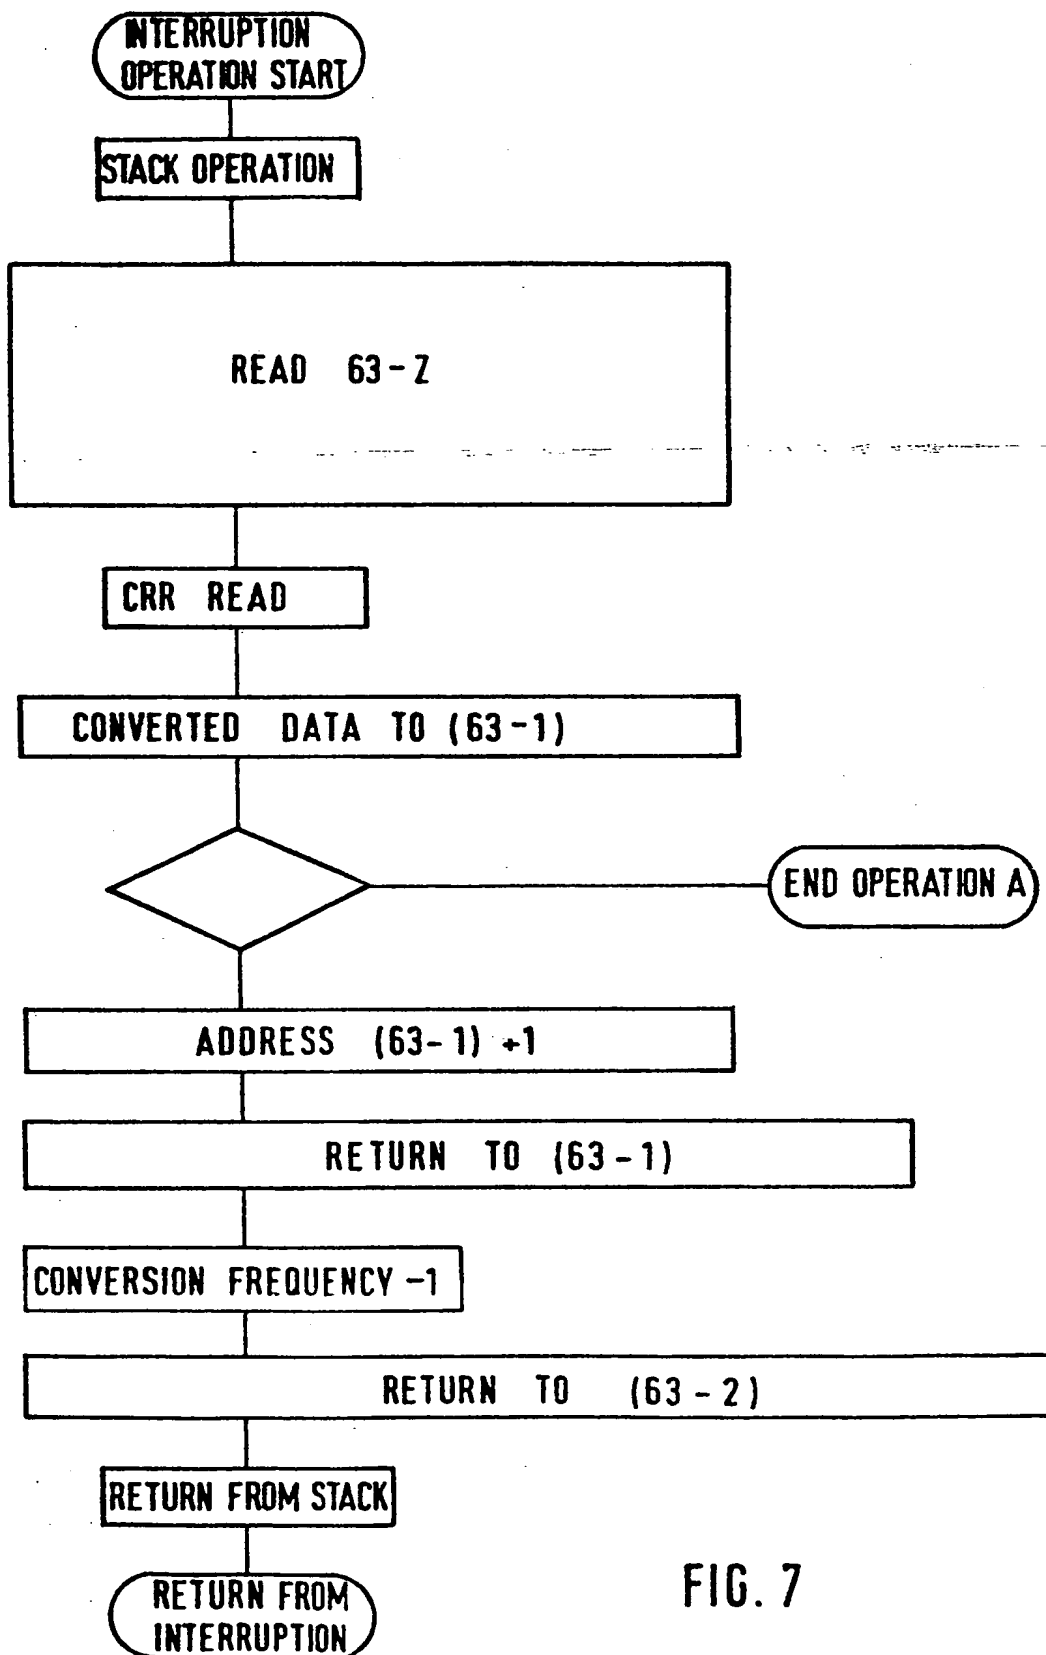 INTERRUPTION
OPERATION START
STACK OPERATION
READ 63-Z
CRR READ
CONVERTED DATA TO (63-1)
END OPERATION A
ADDRESS (63-1) +1
RETURN TO (63-1)
CONVERSION FREQUENCY -1
RETURN TO (63-2)
RETURN FROM STACK
RETURN FROM
INTERRUPTION
FIG. 7